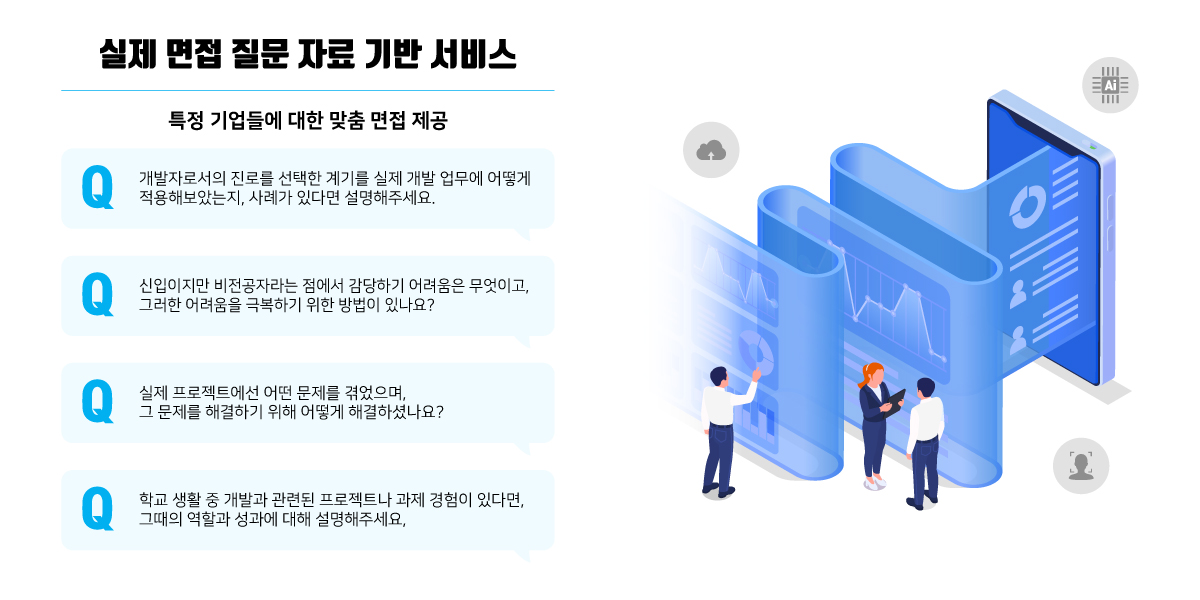 실제 면접 질문 자료 기반 서비스
특정 기업들에 대한 맞춤 면접 제공
Q
개발자로서의 진로를 선택한 계기를 실제 개발 업무에 어떻게
적용해보았는지, 사례가 있다면 설명해주세요.
Q
신입이지만 비전공자라는 점에서 감당하기 어려움은 무엇이고,
그러한 어려움을 극복하기 위한 방법이 있나요?
Q
실제 프로젝트에선 어떤 문제를 겪었으며,
그 문제를 해결하기 위해 어떻게 해결하셨나요?
Q
학교 생활 중 개발과 관련된 프로젝트나 과제 경험이 있다면,
그때의 역할과 성과에 대해 설명해주세요,
Ai